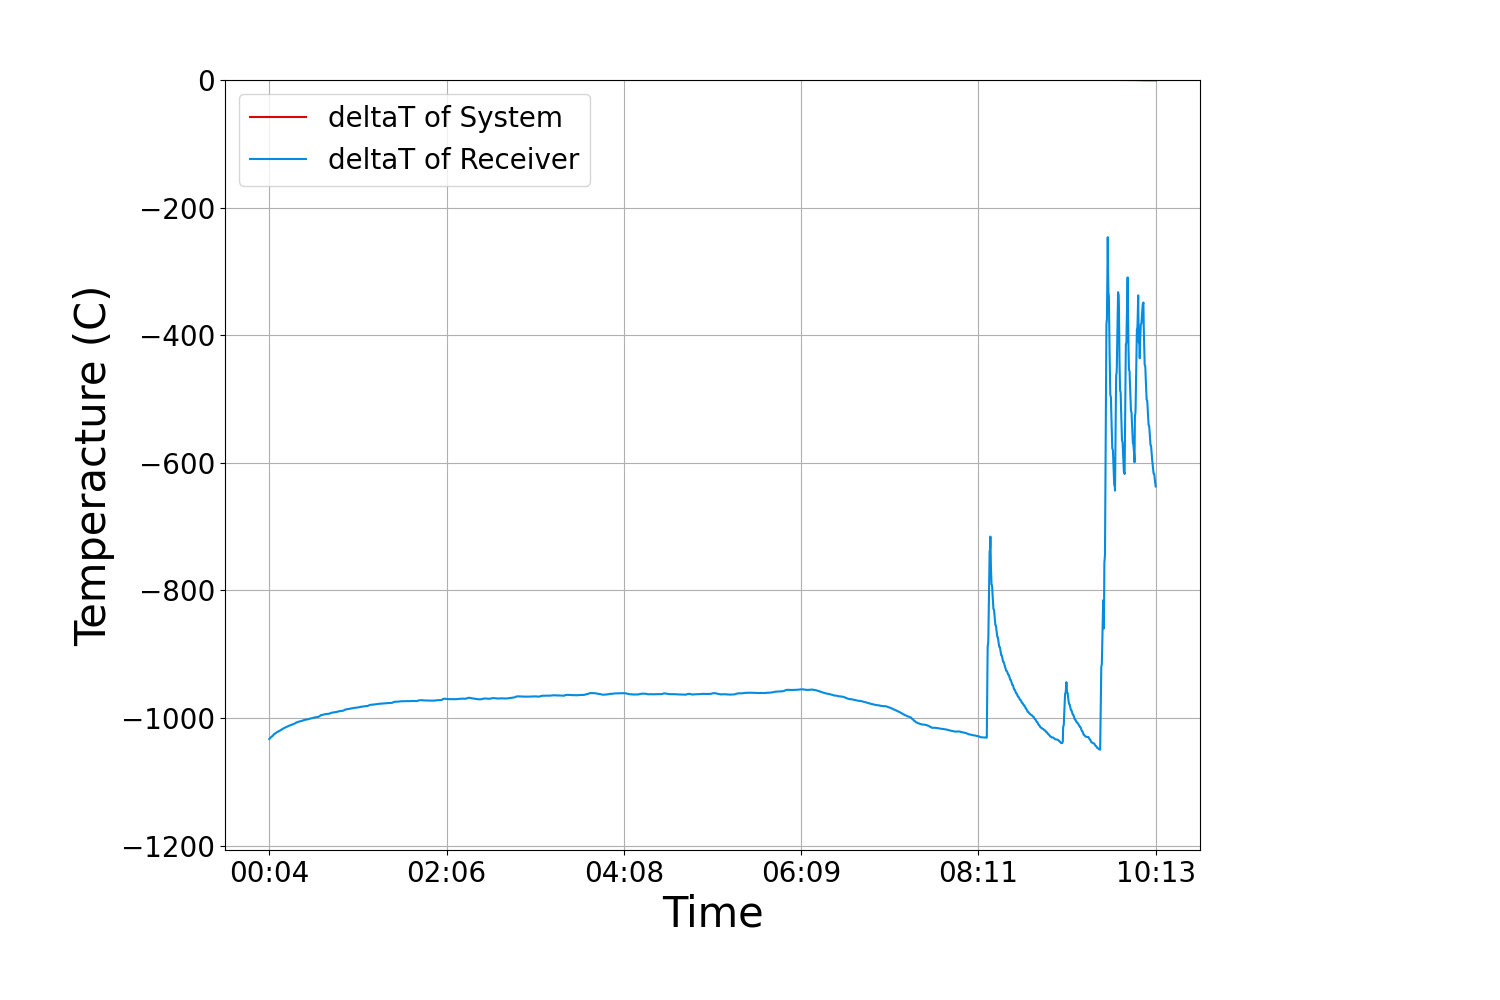 deltaT of System
deltaT of Receiver
0
−200
−400
−600
−800
−1000
−1200
Temperacture (C)
00:04 02:06 04:08 06:09 08:11 10:13
Time